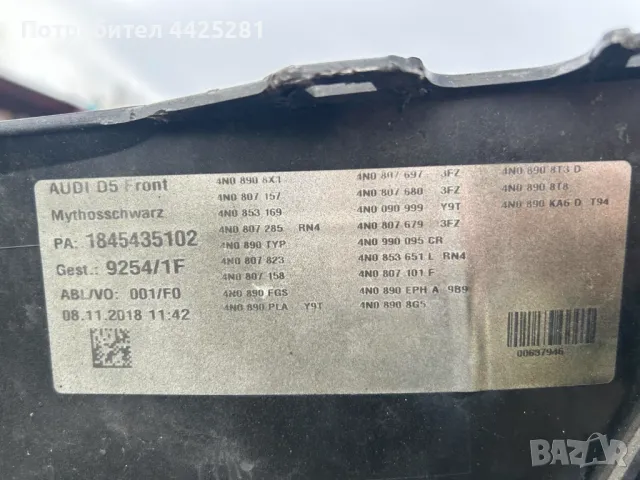 Потребител 4425281
AUDI D5 Front
Mythosschwarz
PA: 1845435102
Gest.: 9254/1F
ABL/VO: 001/F0
08.11.2018 11:42
4N0 890 8X1
4N0 807 157
4N0 853 169
4N0 807 285 RN4
4N0 890 TYP
4N0 807 823
4N0 807 158
4N0 890 FGS
4N0 890 PLA Y9T
4N0 807 697 3FZ
4N0 807 680 3FZ
4N0 090 999 Y9T
4N0 807 679 3FZ
4N0 990 095 CR
4N0 853 651 L RN4
4N0 807 101 F
4N0 890 EPH A 9B9
4N0 890 8G5
4N0 890 8T3 D
4N0 890 8T8
4N0 890 KA6 D T94
00697946
BAZAR
bg